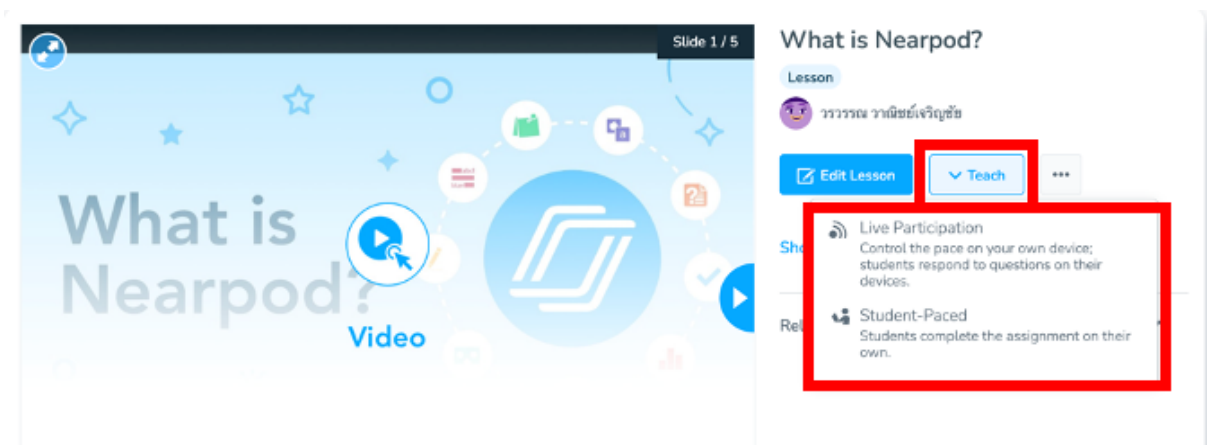 Slide 1 / 5
What is
Nearpod?
Video
What is Nearpod?
Lesson
วรวรรณ วาณิชย์เจริญชัย
Edit Lesson
Teach
Live Participation
Control the pace on your own device;
students respond to questions on their
devices.
Student-Paced
Students complete the assignment on their
own.